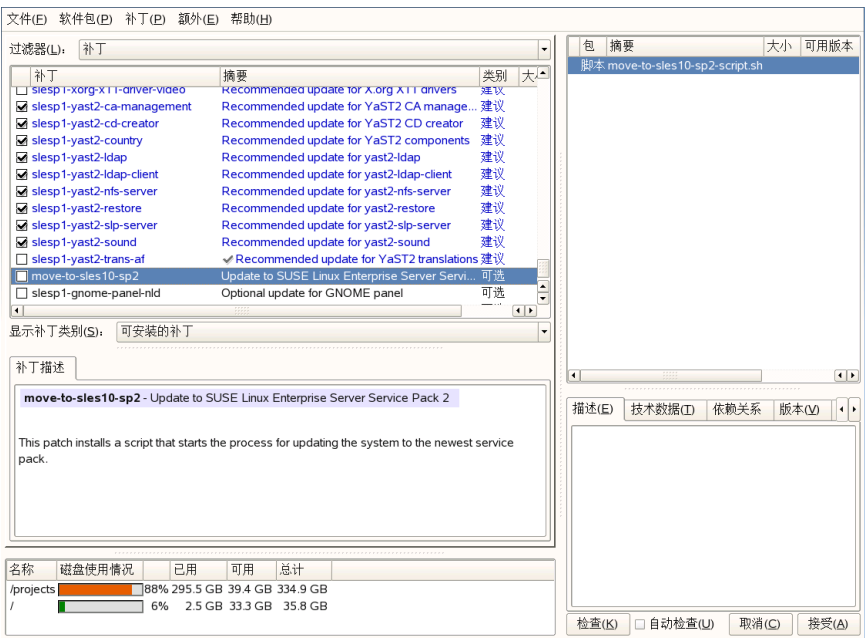 文件(F) 软件包(P) 补丁(P) 额外(E) 帮助(H)
过滤器(L): 补丁
补丁 摘要 类别 大小
slesp1-xorg-x11-driver-video Recommended update for X.org X11 drivers 建议
slesp1-yast2-ca-management Recommended update for YaST2 CA manage... 建议
slesp1-yast2-cd-creator Recommended update for YaST2 CD creator 建议
slesp1-yast2-country Recommended update for YaST2 components 建议
slesp1-yast2-ldap Recommended update for yast2-ldap 建议
slesp1-yast2-ldap-client Recommended update for yast2-ldap-client 建议
slesp1-yast2-nfs-server Recommended update for yast2-nfs-server 建议
slesp1-yast2-restore Recommended update for yast2-restore 建议
slesp1-yast2-slp-server Recommended update for yast2-slp-server 建议
slesp1-yast2-sound Recommended update for yast2-sound 建议
slesp1-yast2-trans-af Recommended update for YaST2 translations 建议
move-to-sles10-sp2 Update to SUSE Linux Enterprise Server Servi... 可选
slesp1-gnome-panel-nld Optional update for GNOME panel 可选
显示补丁类别(S): 可安装的补丁
补丁描述
move-to-sles10-sp2 - Update to SUSE Linux Enterprise Server Service Pack 2
This patch installs a script that starts the process for updating the system to the newest service
pack.
名称 磁盘使用情况 已用 可用 总计
/projects 88% 295.5 GB 39.4 GB 334.9 GB
/ 6% 2.5 GB 33.3 GB 35.8 GB
包 摘要 大小 可用版本
脚本 move-to-sles10-sp2-script.sh
描述(E) 技术数据(T) 依赖关系 版本(V)
检查(K) 自动检查(U) 取消(C) 接受(A)